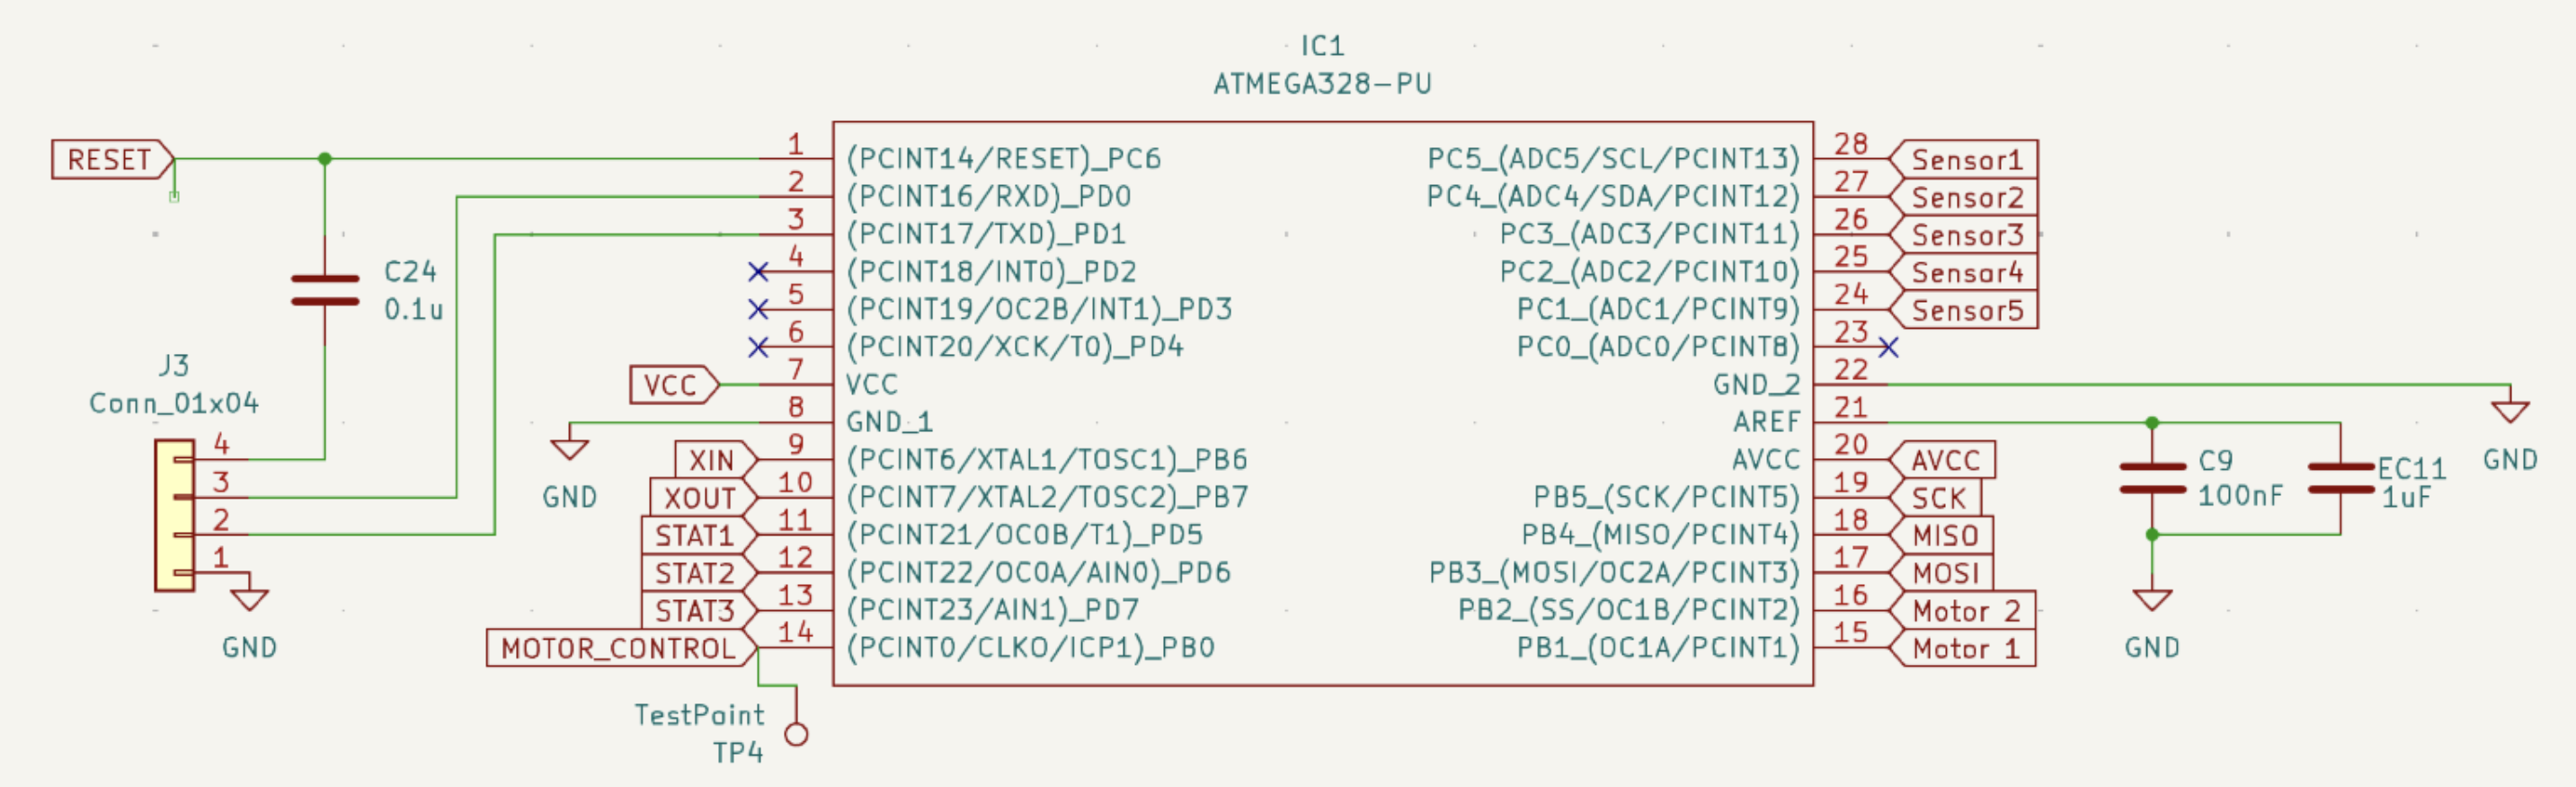 IC1
ATMEGA328-PU
RESET
1
(PCINT14/RESET)_PC6
2
(PCINT16/RXD)_PD0
3
(PCINT17/TXD)_PD1
4
(PCINT18/INT0)_PD2
5
(PCINT19/OC2B/INT1)_PD3
6
(PCINT20/XCK/T0)_PD4
VCC
7
VCC
8
GND_1
GND
XIN
9
(PCINT6/XTAL1/TOSC1)_PB6
XOUT
10
(PCINT7/XTAL2/TOSC2)_PB7
STAT1
11
(PCINT21/OC0B/T1)_PD5
STAT2
12
(PCINT22/OC0A/AIN0)_PD6
STAT3
13
(PCINT23/AIN1)_PD7
MOTOR_CONTROL
14
(PCINT0/CLKO/ICP1)_PB0
TestPoint
TP4
C24
0.1u
J3
Conn_01x04
4
3
2
1
GND
PC5_(ADC5/SCL/PCINT13)
28
Sensor1
PC4_(ADC4/SDA/PCINT12)
27
Sensor2
PC3_(ADC3/PCINT11)
26
Sensor3
PC2_(ADC2/PCINT10)
25
Sensor4
PC1_(ADC1/PCINT9)
24
Sensor5
PC0_(ADC0/PCINT8)
23
GND_2
22
AREF
21
AVCC
20
AVCC
PB5_(SCK/PCINT5)
19
SCK
PB4_(MISO/PCINT4)
18
MISO
PB3_(MOSI/OC2A/PCINT3)
17
MOSI
PB2_(SS/OC1B/PCINT2)
16
Motor 2
PB1_(OC1A/PCINT1)
15
Motor 1
C9
100nF
EC11
1uF
GND
GND